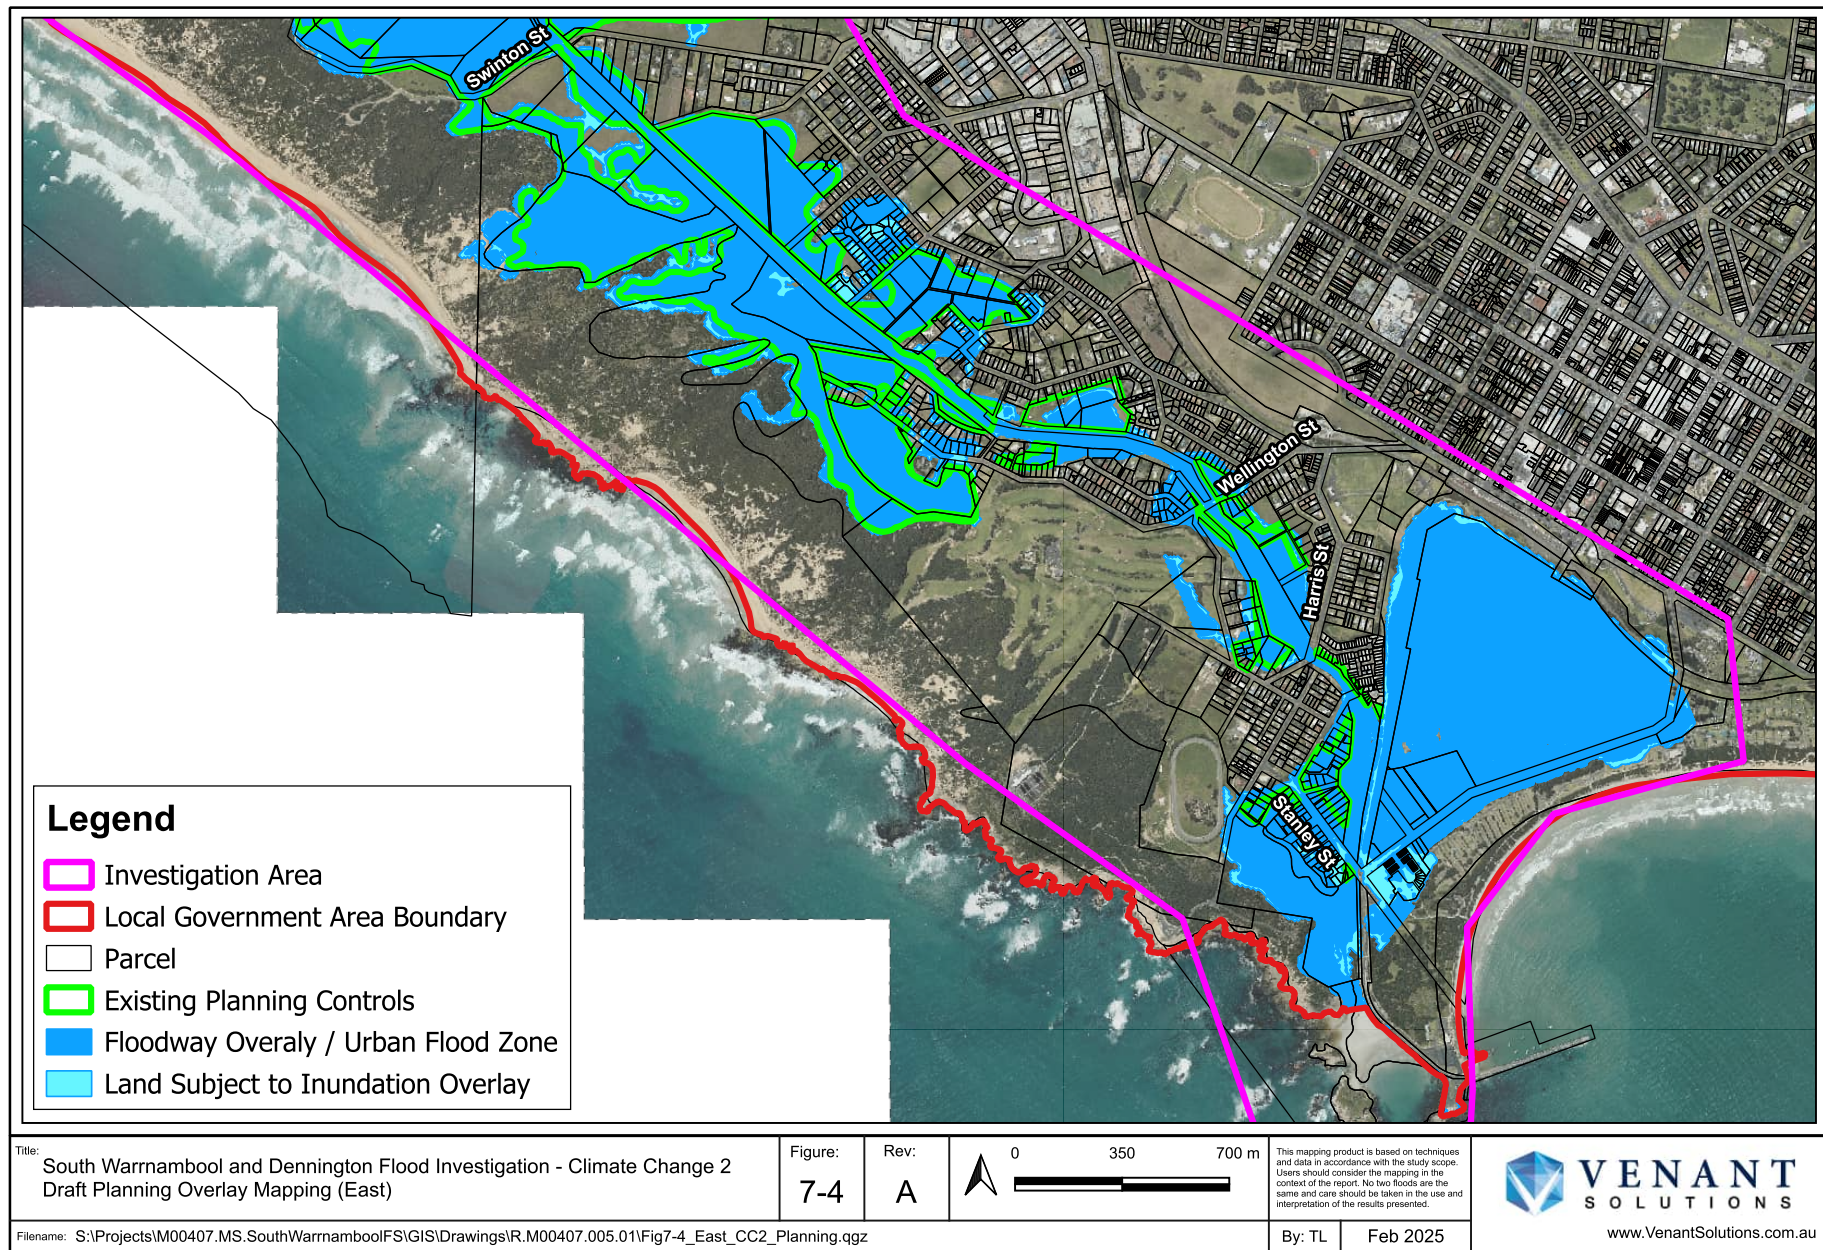 Swinton St
Wellington St
Harris St
Stanley St
Legend
Investigation Area
Local Government Area Boundary
Parcel
Existing Planning Controls
Floodway Overaly / Urban Flood Zone
Land Subject to Inundation Overlay
Title:
South Warrnambool and Dennington Flood Investigation - Climate Change 2
Draft Planning Overlay Mapping (East)
Figure:
7-4
Rev:
A
0 350 700 m
This mapping product is based on techniques
and data in accordance with the study scope.
Users should consider the mapping in the
context of the report. No two floods are the
same and care should be taken in the use and
interpretation of the results presented.
VENANT
SOLUTIONS
www.VenantSolutions.com.au
Filename: S:\Projects\M00407.MS.SouthWarrnamboolFS\GIS\Drawings\R.M00407.005.01\Fig7-4_East_CC2_Planning.qgz
By: TL
Feb 2025